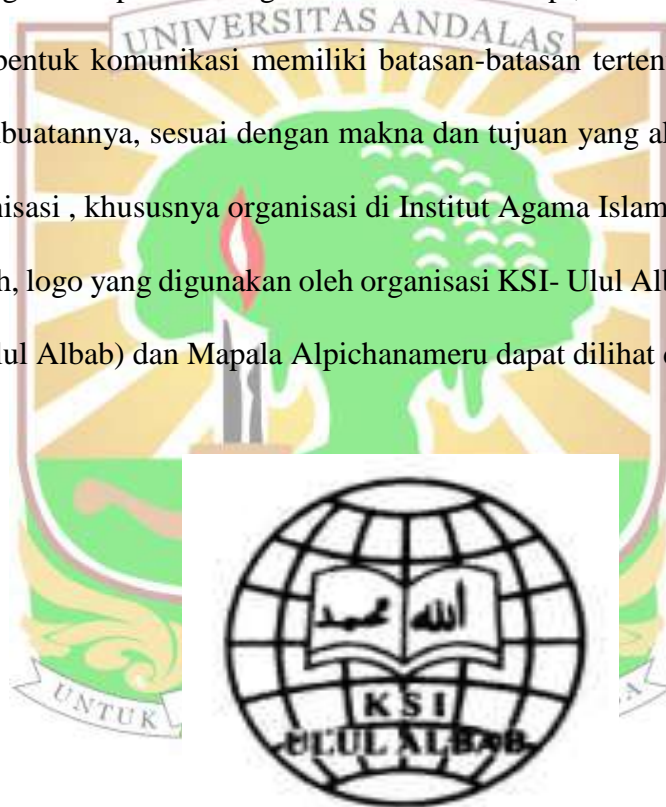 UNIVERSITAS ANDALAS
bentuk komunikasi memiliki batasan-batasan terten
buatannya, sesuai dengan makna dan tujuan yang
nisasi , khususnya organisasi di Institut Agama Islam
h, logo yang digunakan oleh organisasi KSI- Ulul Alb
lul Albab) dan Mapala Alpichanameru dapat dilihat
الله محمد
KSI
ULUL ALBAB
UNTUK